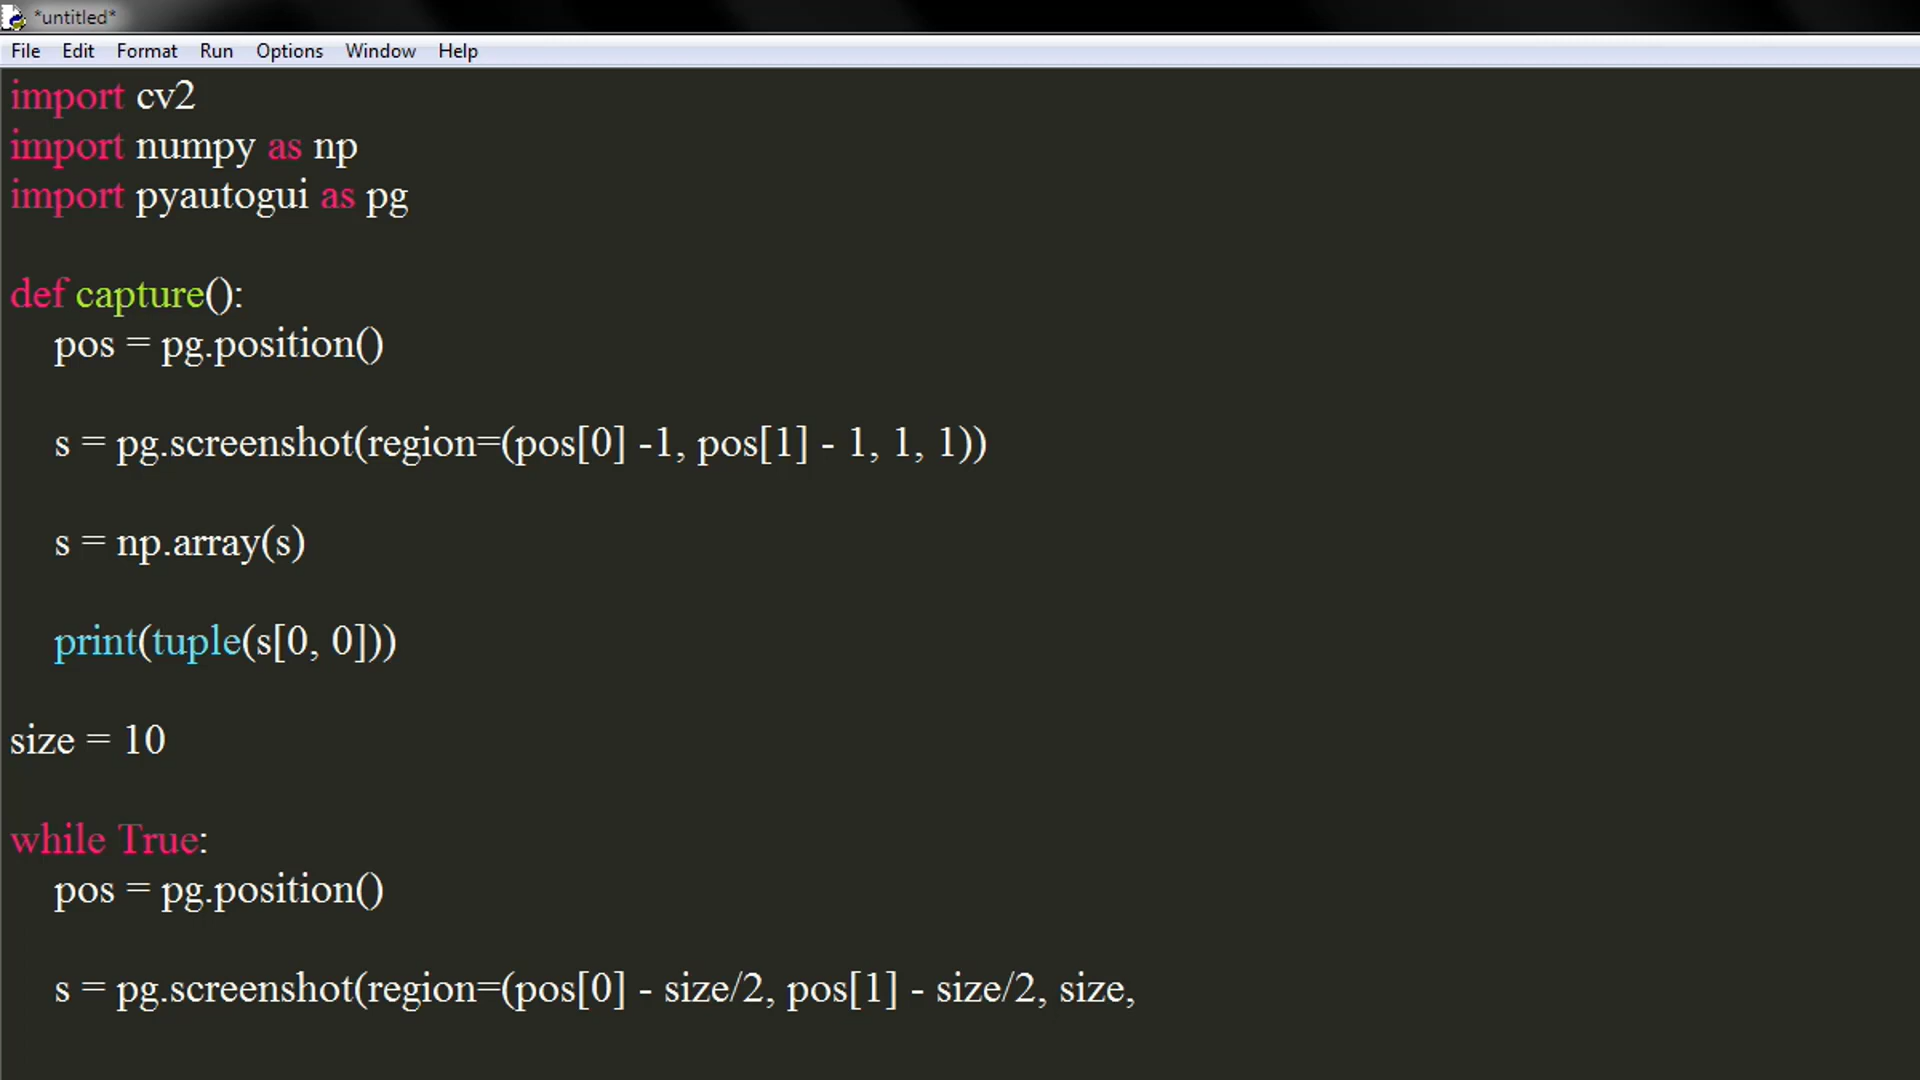 *untitled*
File Edit Format Run Options Window Help
import cv2
import numpy as np
import pyautogui as pg
def capture():
pos = pg.position()
s = pg.screenshot(region=(pos[0] -1, pos[1] - 1, 1, 1))
s = np.array(s)
print(tuple(s[0, 0]))
size = 10
while True:
pos = pg.position()
s = pg.screenshot(region=(pos[0] - size/2, pos[1] - size/2, size,